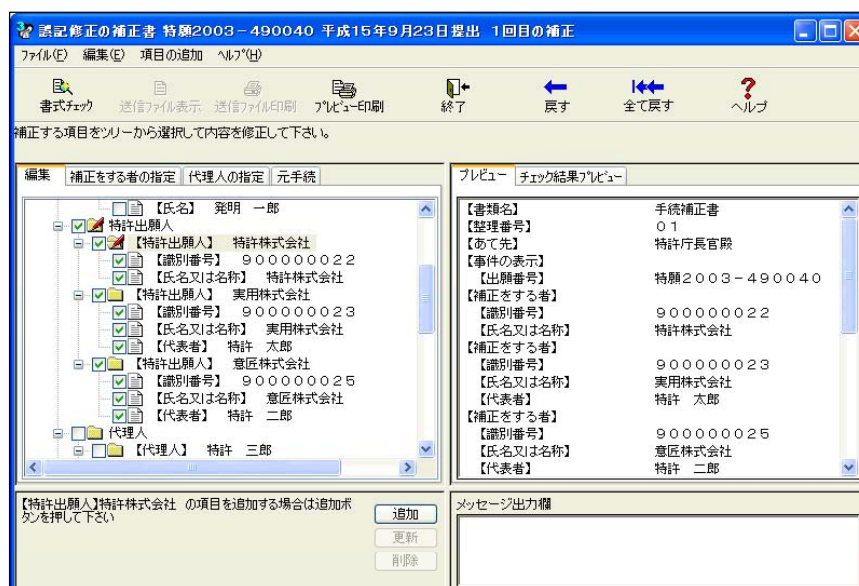 誤記修正の補正書 特願2003－490040 平成15年9月23日提出 1回目の補正
ファイル(F) 編集(E) 項目の追加 ヘルプ(H)
書式チェック 送信ファイル表示 送信ファイル印刷 プレビュー印刷 終了 戻す 全て戻す ヘルプ
補正する項目をツリーから選択して内容を修正して下さい。
編集 補正をする者の指定 代理人の指定 元手続
【氏名】 発明 一郎
特許出願人
【特許出願人】 特許株式会社
【識別番号】 900000022
【氏名又は名称】 特許株式会社
【特許出願人】 実用株式会社
【識別番号】 900000023
【氏名又は名称】 実用株式会社
【代表者】 特許 太郎
【特許出願人】 意匠株式会社
【識別番号】 900000025
【氏名又は名称】 意匠株式会社
【代表者】 特許 二郎
代理人
【代理人】 特許 三郎
プレビュー チェック結果プレビュー
【書類名】 手続補正書
【整理番号】 01
【あて先】 特許庁長官殿
【事件の表示】
【出願番号】 特願2003－490040
【補正をする者】
【識別番号】 900000022
【氏名又は名称】 特許株式会社
【補正をする者】
【識別番号】 900000023
【氏名又は名称】 実用株式会社
【代表者】 特許 太郎
【補正をする者】
【識別番号】 900000025
【氏名又は名称】 意匠株式会社
【代表者】 特許 二郎
【特許出願人】特許株式会社 の項目を追加する場合は追加ボ
タンを押して下さい
追加
更新
削除
メッセージ出力欄